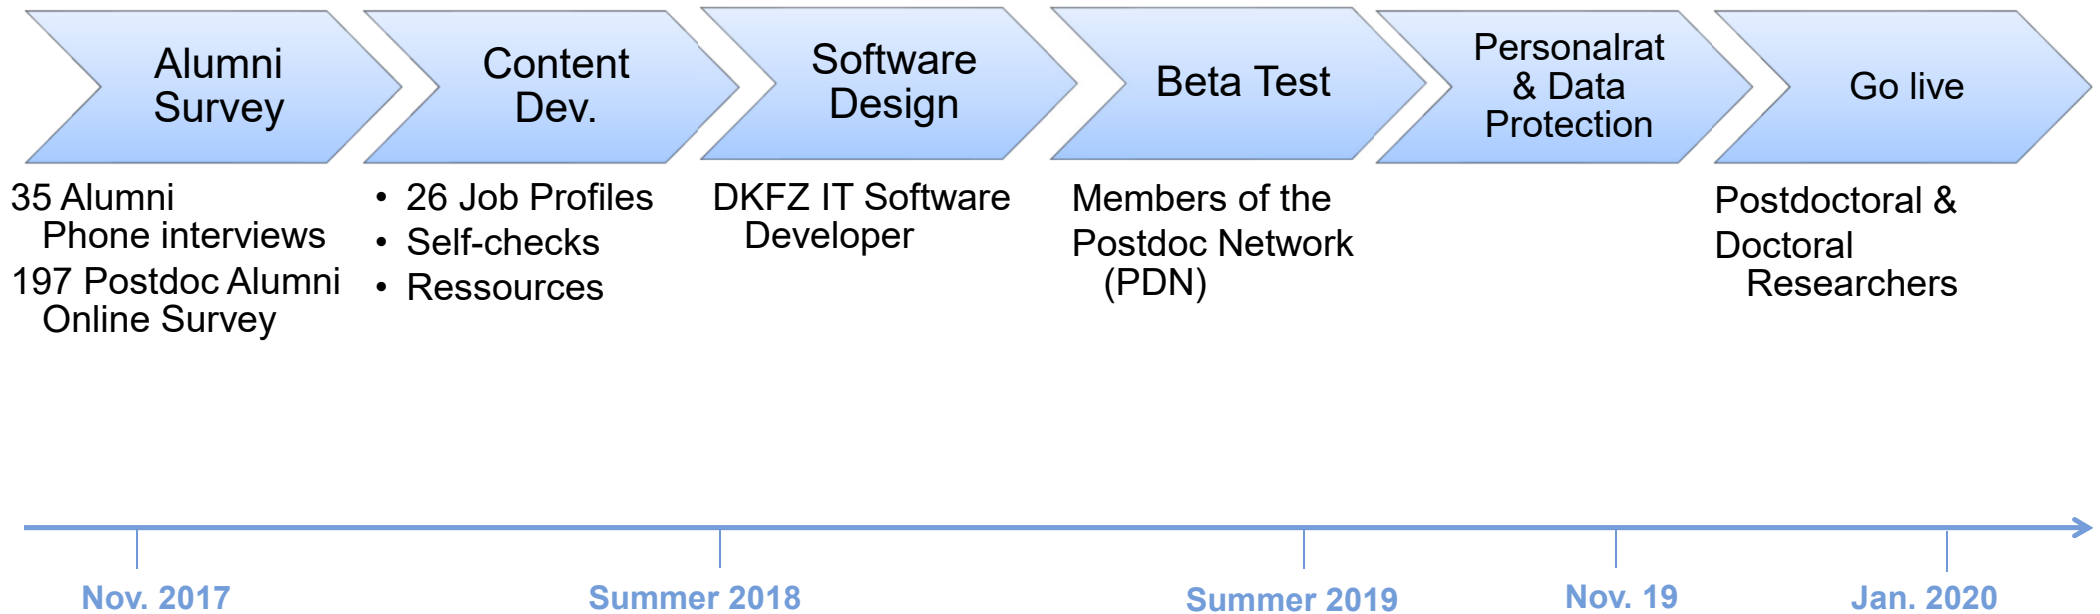 Alumni
Survey
Content
Dev.
Software
Design
Beta Test
Personalrat
& Data
Protection
Go live
35 Alumni
Phone interviews
197 Postdoc Alumni
Online Survey
• 26 Job Profiles
• Self-checks
• Ressources
DKFZ IT Software
Developer
Members of the
Postdoc Network
(PDN)
Postdoctoral &
Doctoral
Researchers
Nov. 2017
Summer 2018
Summer 2019
Nov. 19
Jan. 2020